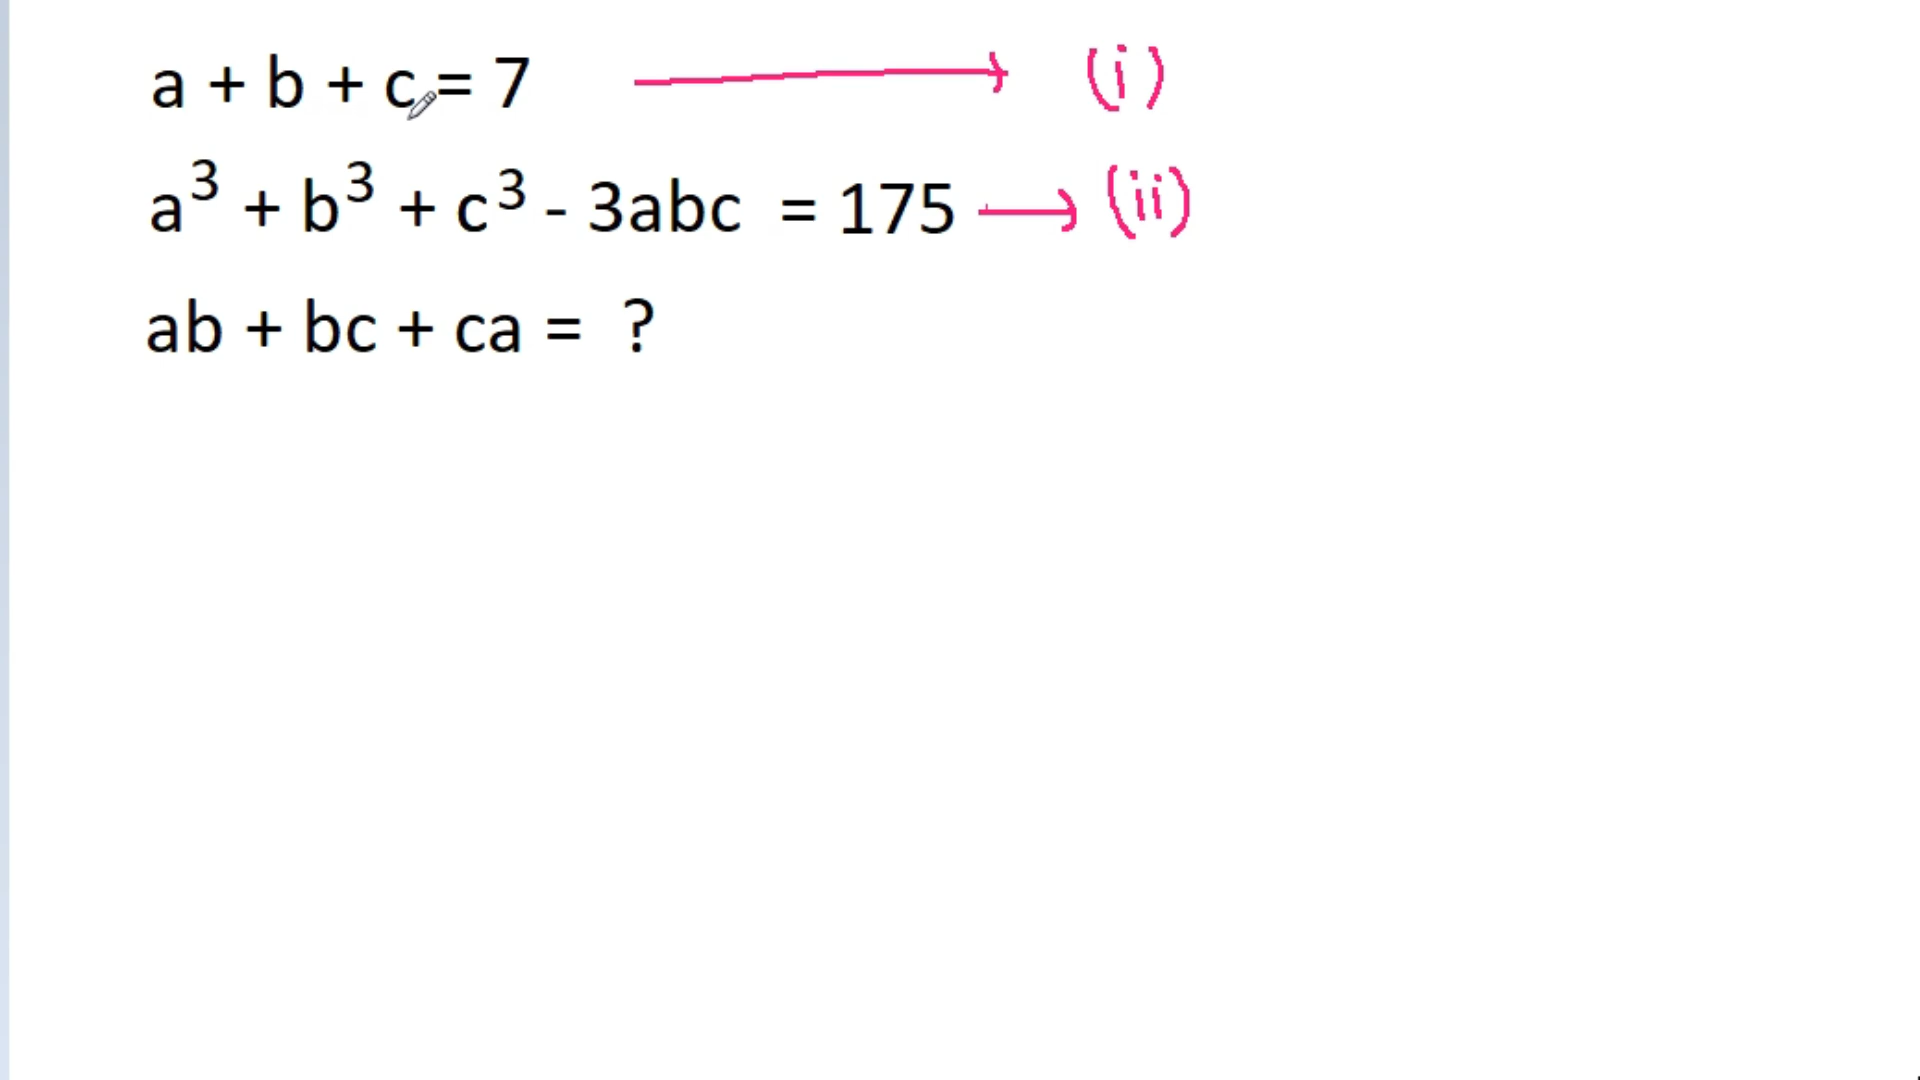 a + b + c = 7 → (i)
a³ + b³ + c³ - 3abc = 175 → (ii)
ab + bc + ca = ?